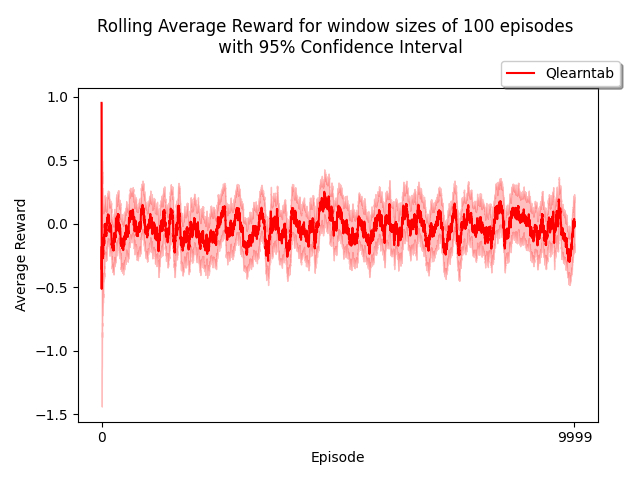 Rolling Average Reward for window sizes of 100 episodes
with 95% Confidence Interval
Qlearntab
1.0
0.5
0.0
−0.5
−1.0
−1.5
Average Reward
0
9999
Episode